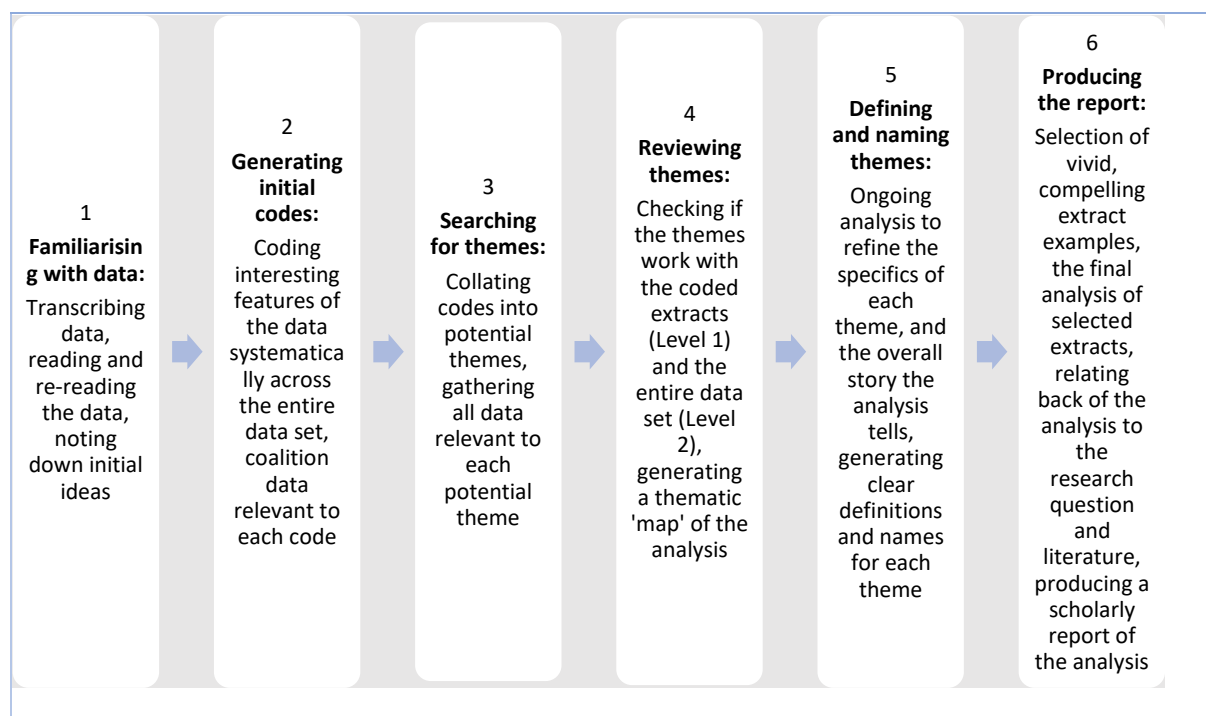 1
Familiarisin
g with data:
Transcribing
data,
reading and
re-reading
the data,
noting
down initial
ideas
2
Generating
initial
codes:
Coding
interesting
features of
the data
systematica
lly across
the entire
data set,
coalition
data
relevant to
each code
3
Searching
for themes:
Collating
codes into
potential
themes,
gathering
all data
relevant to
each
potential
theme
4
Reviewing
themes:
Checking if
the themes
work with
the coded
extracts
(Level 1)
and the
entire data
set (Level
2),
generating
a thematic
'map' of the
analysis
5
Defining
and naming
themes:
Ongoing
analysis to
refine the
specifics of
each
theme, and
the overall
story the
analysis
tells,
generating
clear
definitions
and names
for each
theme
6
Producing
the report:
Selection of
vivid,
compelling
extract
examples,
the final
analysis of
selected
extracts,
relating
back of the
analysis to
the
research
question
and
literature,
producing a
scholarly
report of
the analysis